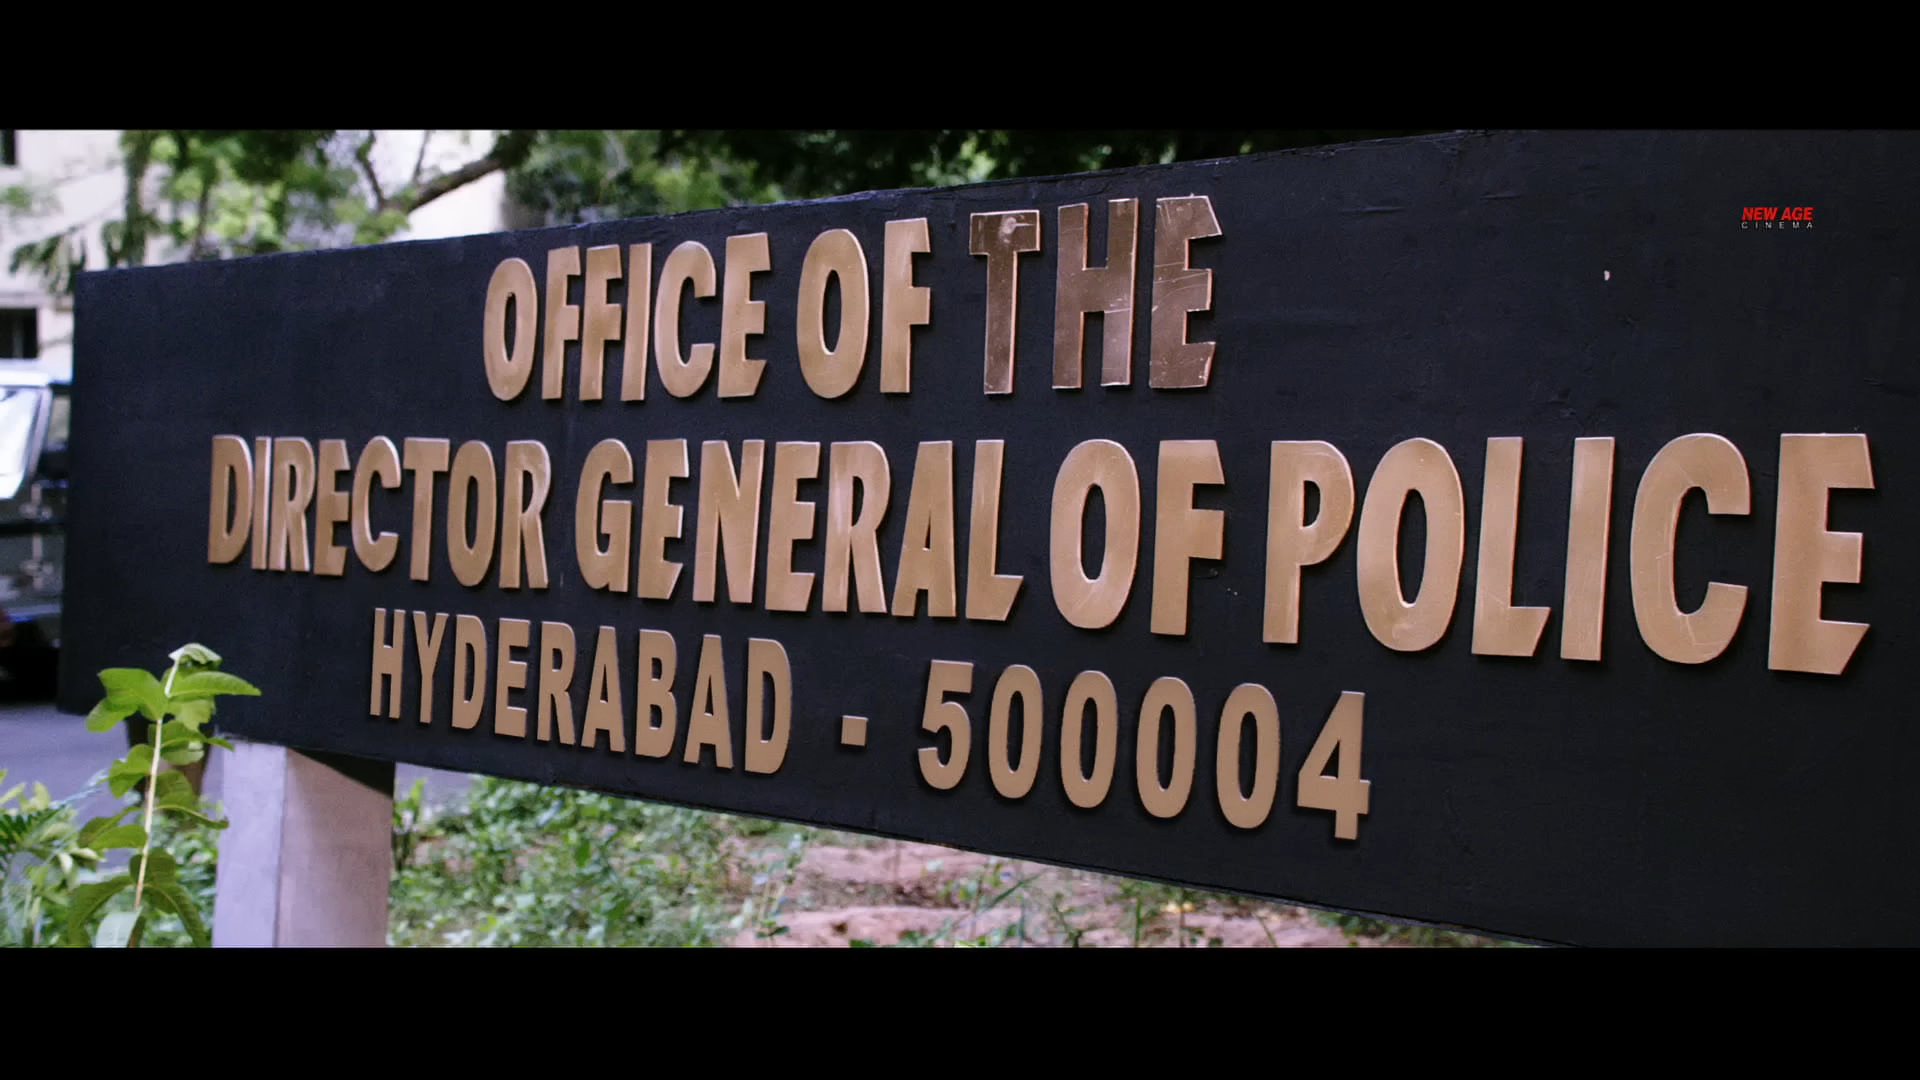 OFFICE OF THE
DIRECTOR GENERAL OF POLICE
HYDERABAD - 500004
NEW AGE
CINEMA